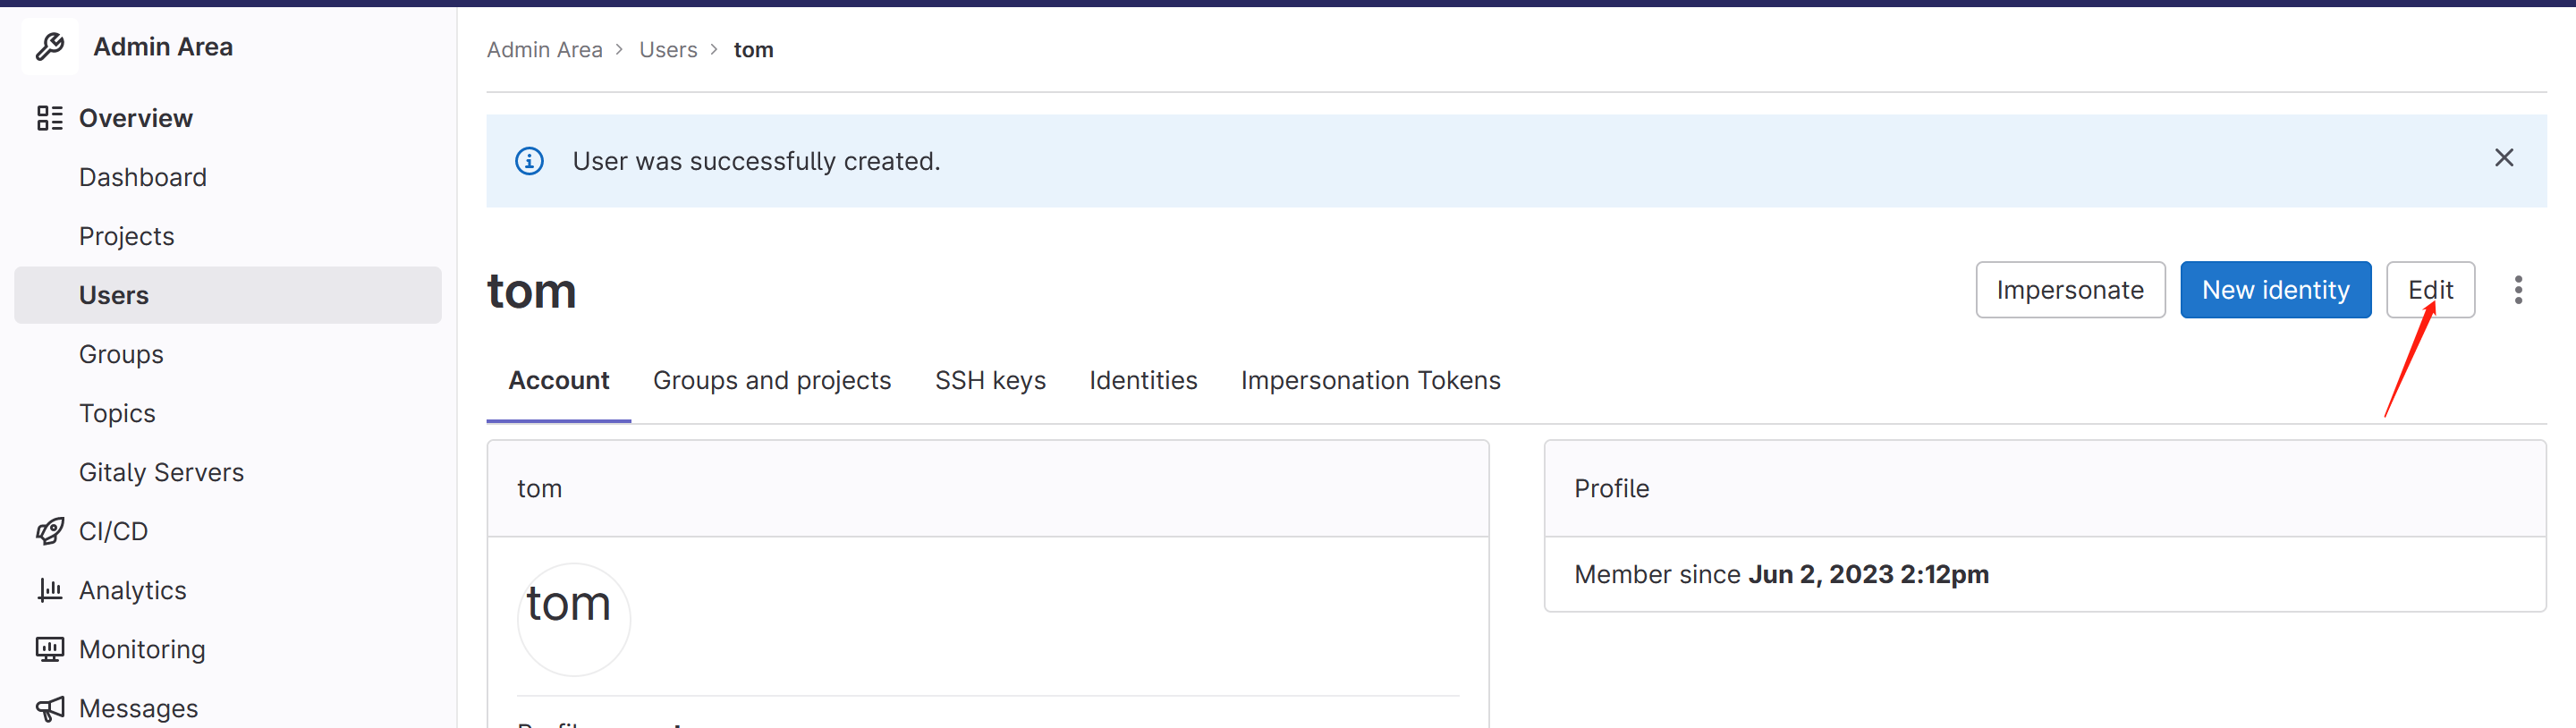 Admin Area
Overview
Dashboard
Projects
Users
Groups
Topics
Gitaly Servers
CI/CD
Analytics
Monitoring
Messages
Admin Area > Users > tom
User was successfully created.
tom
Impersonate
New identity
Edit
Account
Groups and projects
SSH keys
Identities
Impersonation Tokens
tom
tom
Profile
Member since Jun 2, 2023 2:12pm